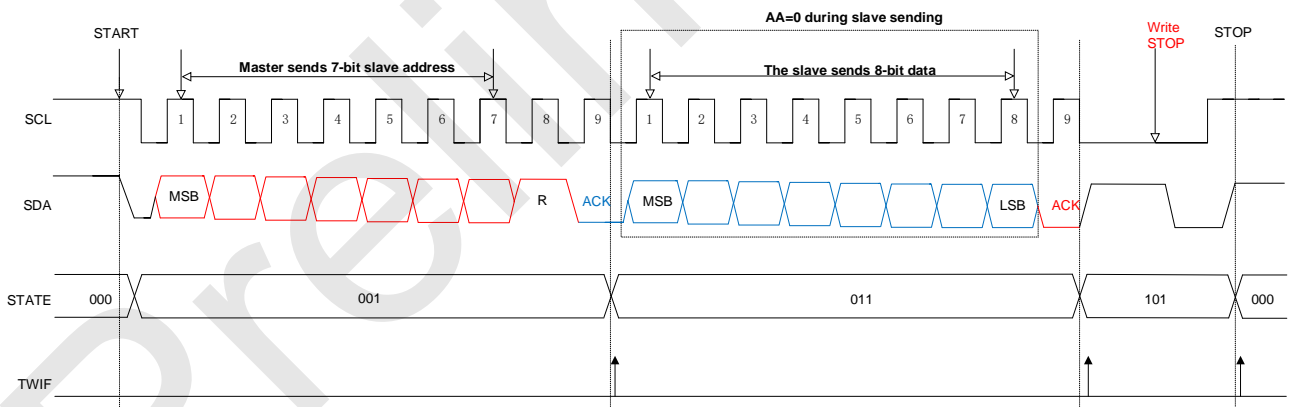 AA=0 during slave sending
START
Write
STOP
STOP
Master sends 7-bit slave address
The slave sends 8-bit data
SCL
1 2 3 4 5 6 7 8 9 1 2 3 4 5 6 7 8 9
SDA
MSB R ACK MSB LSB ACK
STATE
000 001 011 101 000
TWIF
Prelim